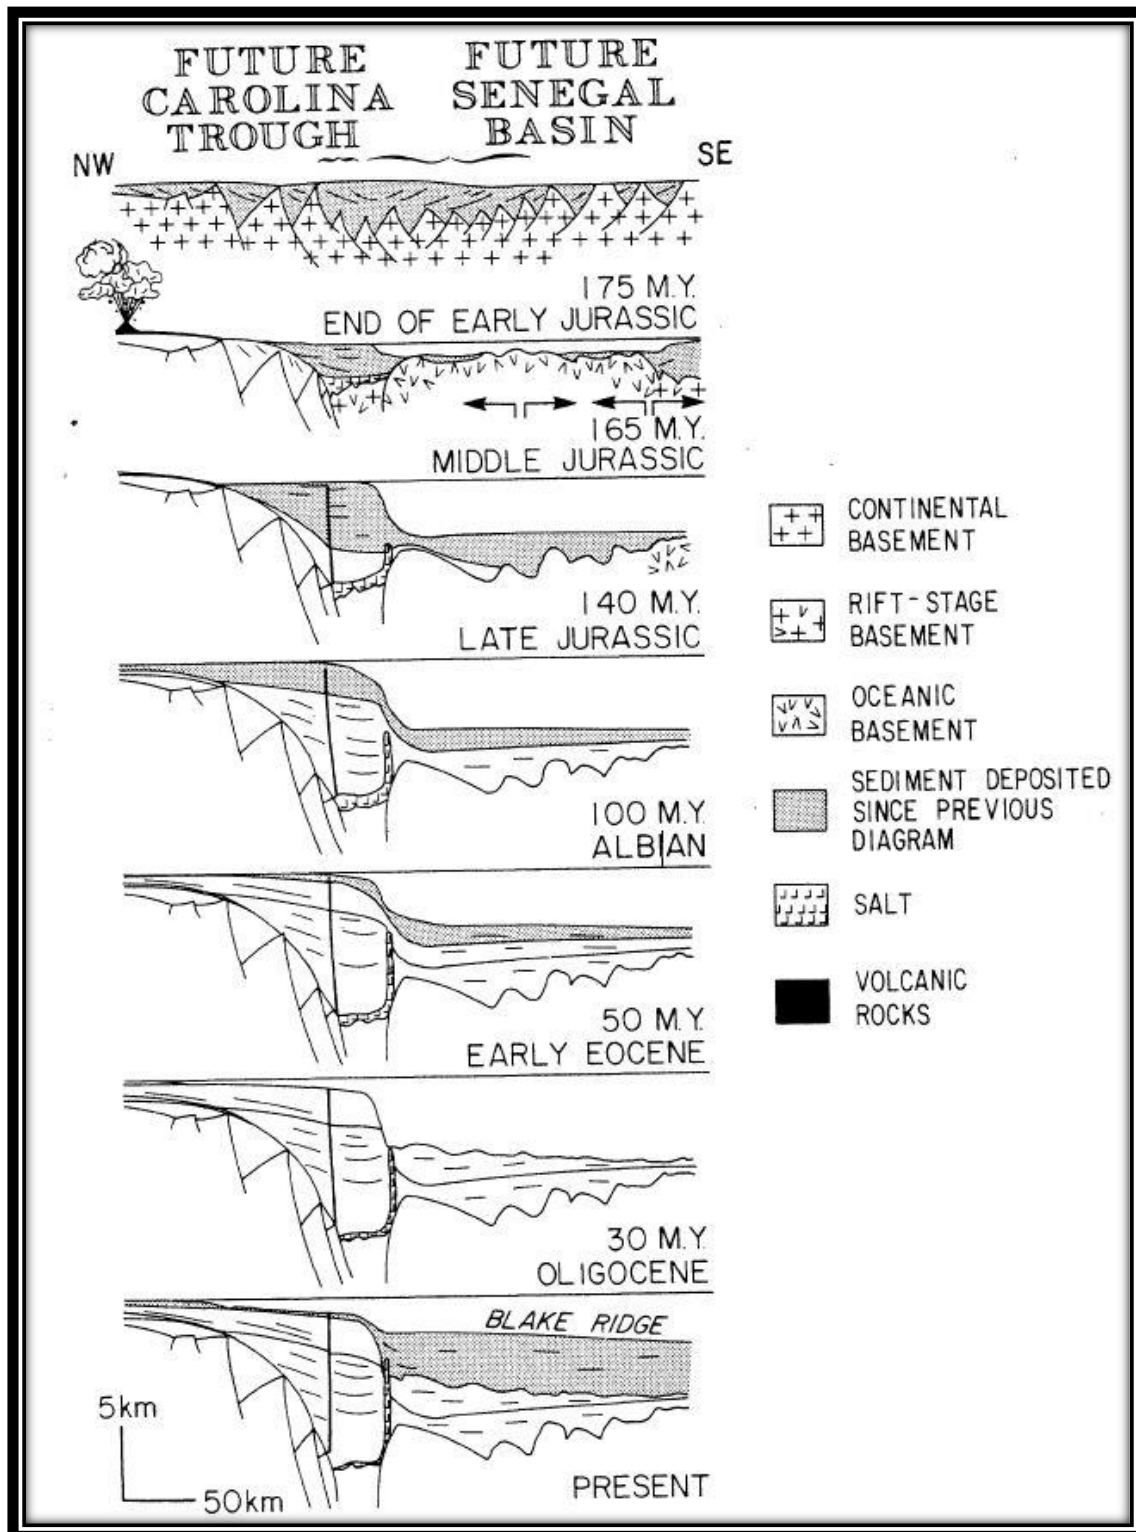 FUTURE
CAROLINA
TROUGH
FUTURE
SENEGAL
BASIN
NW
SE
175 M.Y.
END OF EARLY JURASSIC
165 M.Y.
MIDDLE JURASSIC
140 M.Y.
LATE JURASSIC
100 M.Y.
ALBIAN
50 M.Y.
EARLY EOCENE
30 M.Y.
OLIGOCENE
BLAKE RIDGE
5km
50km
PRESENT
CONTINENTAL
BASEMENT
RIFT-STAGE
BASEMENT
OCEANIC
BASEMENT
SEDIMENT DEPOSITED
SINCE PREVIOUS
DIAGRAM
SALT
VOLCANIC
ROCKS